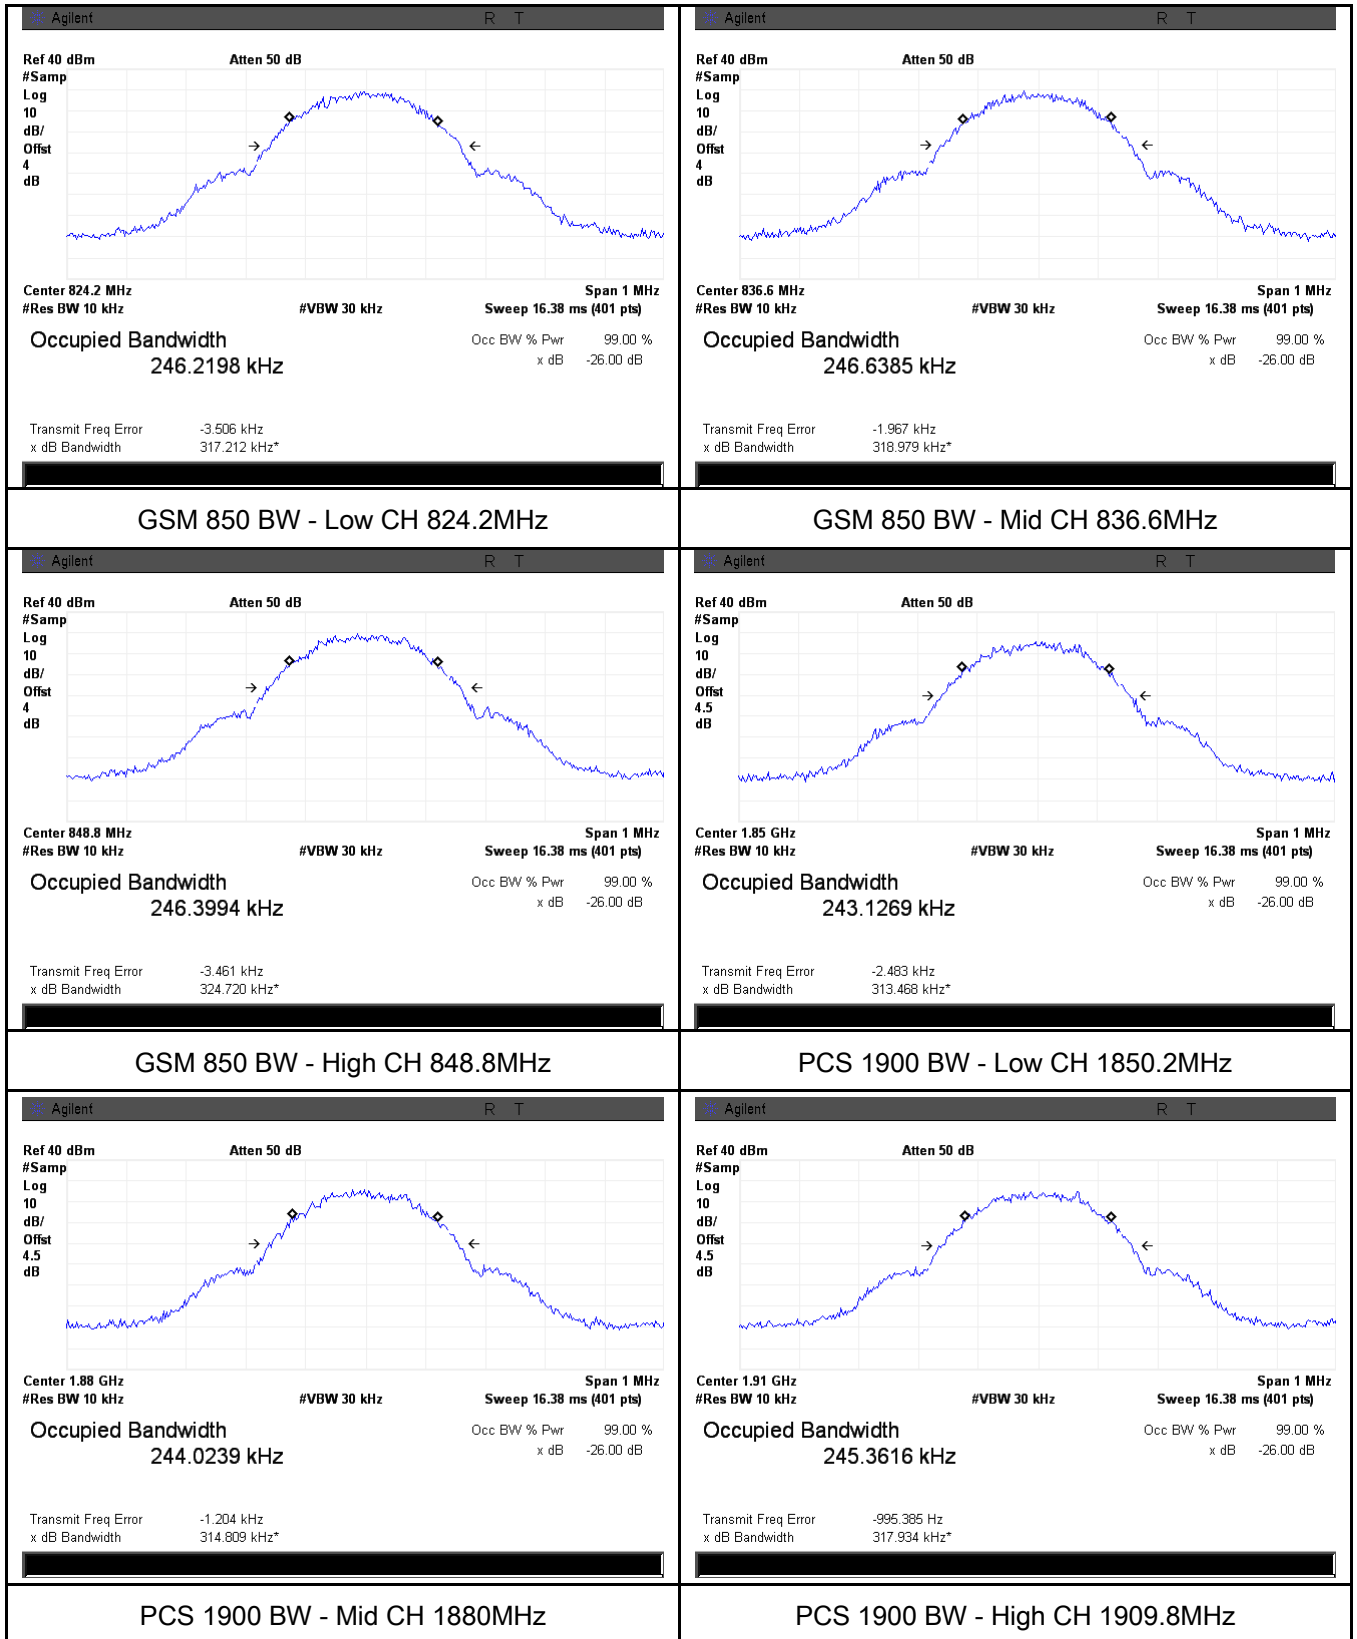 Agilent R T
Ref 40 dBm Atten 50 dB
#Samp
Log
10
dB/
Offst
4
dB
Center 824.2 MHz Span 1 MHz
#Res BW 10 kHz #VBW 30 kHz Sweep 16.38 ms (401 pts)
Occupied Bandwidth Occ BW % Pwr 99.00 %
246.2198 kHz x dB -26.00 dB
Transmit Freq Error -3.506 kHz
x dB Bandwidth 317.212 kHz*
GSM 850 BW - Low CH 824.2MHz
Agilent R T
Ref 40 dBm Atten 50 dB
#Samp
Log
10
dB/
Offst
4
dB
Center 836.6 MHz Span 1 MHz
#Res BW 10 kHz #VBW 30 kHz Sweep 16.38 ms (401 pts)
Occupied Bandwidth Occ BW % Pwr 99.00 %
246.6385 kHz x dB -26.00 dB
Transmit Freq Error -1.967 kHz
x dB Bandwidth 318.979 kHz*
GSM 850 BW - Mid CH 836.6MHz
Agilent R T
Ref 40 dBm Atten 50 dB
#Samp
Log
10
dB/
Offst
4
dB
Center 848.8 MHz Span 1 MHz
#Res BW 10 kHz #VBW 30 kHz Sweep 16.38 ms (401 pts)
Occupied Bandwidth Occ BW % Pwr 99.00 %
246.3994 kHz x dB -26.00 dB
Transmit Freq Error -3.461 kHz
x dB Bandwidth 324.720 kHz*
GSM 850 BW - High CH 848.8MHz
Agilent R T
Ref 40 dBm Atten 50 dB
#Samp
Log
10
dB/
Offst
4.5
dB
Center 1.85 GHz Span 1 MHz
#Res BW 10 kHz #VBW 30 kHz Sweep 16.38 ms (401 pts)
Occupied Bandwidth Occ BW % Pwr 99.00 %
243.1269 kHz x dB -26.00 dB
Transmit Freq Error -2.483 kHz
x dB Bandwidth 313.468 kHz*
PCS 1900 BW - Low CH 1850.2MHz
Agilent R T
Ref 40 dBm Atten 50 dB
#Samp
Log
10
dB/
Offst
4.5
dB
Center 1.88 GHz Span 1 MHz
#Res BW 10 kHz #VBW 30 kHz Sweep 16.38 ms (401 pts)
Occupied Bandwidth Occ BW % Pwr 99.00 %
244.0239 kHz x dB -26.00 dB
Transmit Freq Error -1.204 kHz
x dB Bandwidth 314.809 kHz*
PCS 1900 BW - Mid CH 1880MHz
Agilent R T
Ref 40 dBm Atten 50 dB
#Samp
Log
10
dB/
Offst
4.5
dB
Center 1.91 GHz Span 1 MHz
#Res BW 10 kHz #VBW 30 kHz Sweep 16.38 ms (401 pts)
Occupied Bandwidth Occ BW % Pwr 99.00 %
245.3616 kHz x dB -26.00 dB
Transmit Freq Error -995.385 Hz
x dB Bandwidth 317.934 kHz*
PCS 1900 BW - High CH 1909.8MHz